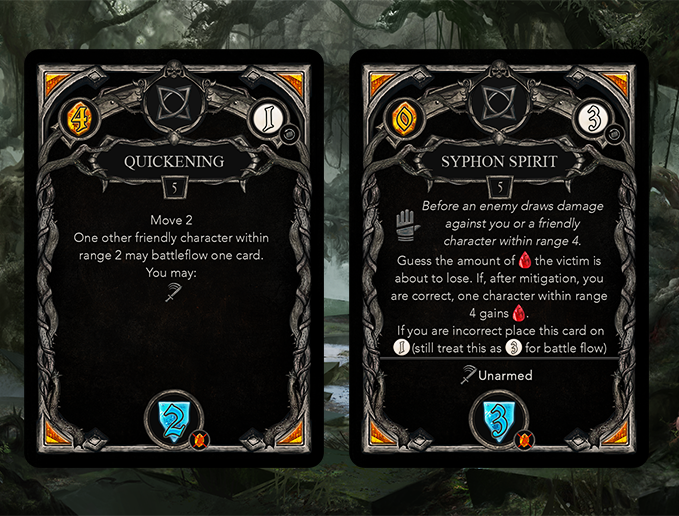 4
1
QUICKENING
5
Move 2
One other friendly character within
range 2 may battleflow one card.
You may:
2
0
3
SYPHON SPIRIT
5
Before an enemy draws damage
against you or a friendly
character within range 4.
Guess the amount of the victim is
about to lose. If, after mitigation, you
are correct, one character within range
4 gains .
If you are incorrect place this card on
1 (still treat this as 3 for battle flow)
Unarmed
3